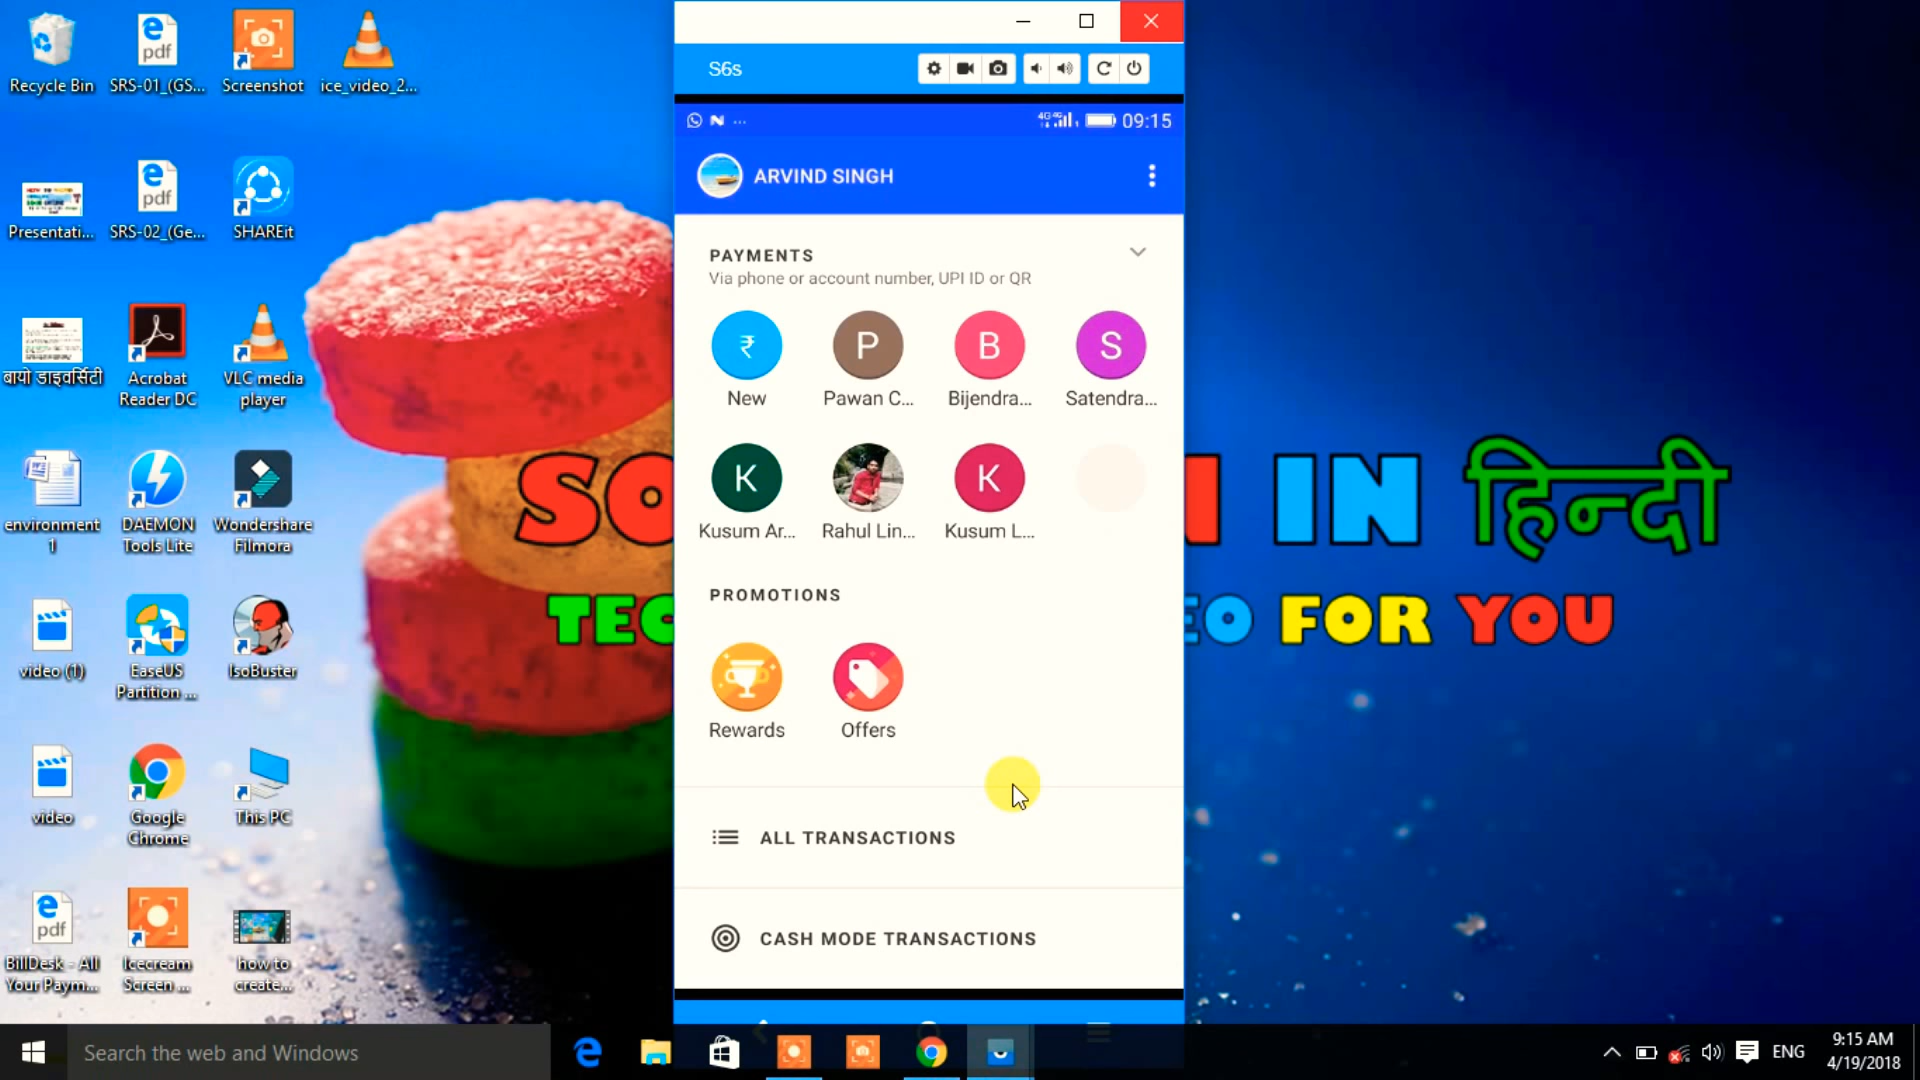 Recycle Bin
SRS-01_(GS...
Screenshot
ice_video_2...
Presentati...
SRS-02_(Ge...
SHAREit
बायो डाइवर्सिटी
Acrobat
Reader DC
VLC media
player
environment
1
DAEMON
Tools Lite
Wondershare
Filmora
video (1)
EaseUS
Partition ...
IsoBuster
video
Google
Chrome
This PC
BillDesk - All
Your Paym...
Icecream
Screen ...
how to
create...
S6s
09:15
ARVIND SINGH
PAYMENTS
Via phone or account number, UPI ID or QR
₹
P
B
S
New
Pawan C...
Bijendra...
Satendra...
K
K
Kusum Ar...
Rahul Lin...
Kusum L...
PROMOTIONS
Rewards
Offers
ALL TRANSACTIONS
CASH MODE TRANSACTIONS
IN हिन्दी
FOR YOU
Search the web and Windows
ENG
9:15 AM
4/19/2018